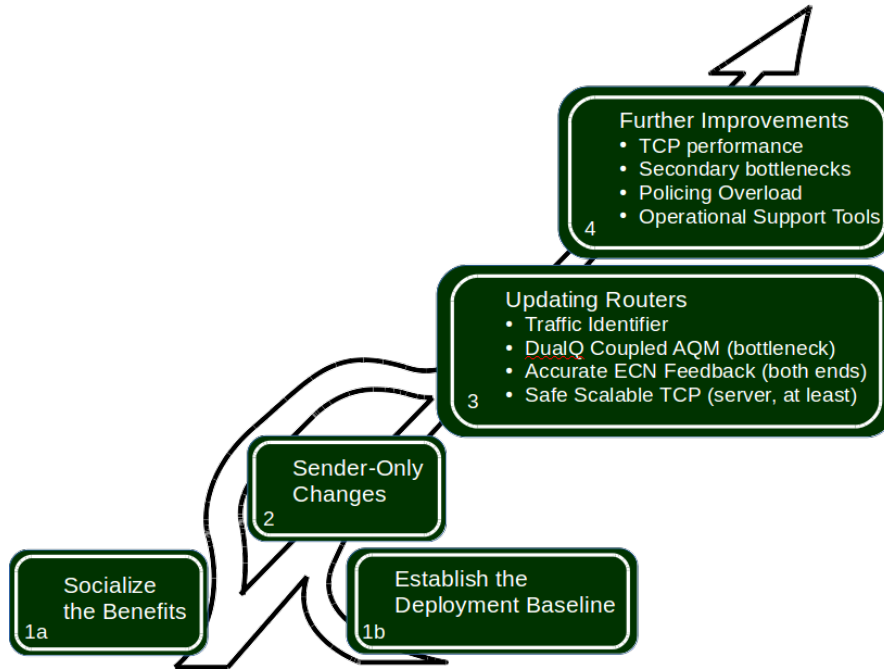 Further Improvements
• TCP performance
• Secondary bottlenecks
• Policing Overload
• Operational Support Tools
4
Updating Routers
• Traffic Identifier
• DualQ Coupled AQM (bottleneck)
• Accurate ECN Feedback (both ends)
• Safe Scalable TCP (server, at least)
3
Sender-Only
Changes
2
Socialize
the Benefits
1a
Establish the
Deployment Baseline
1b